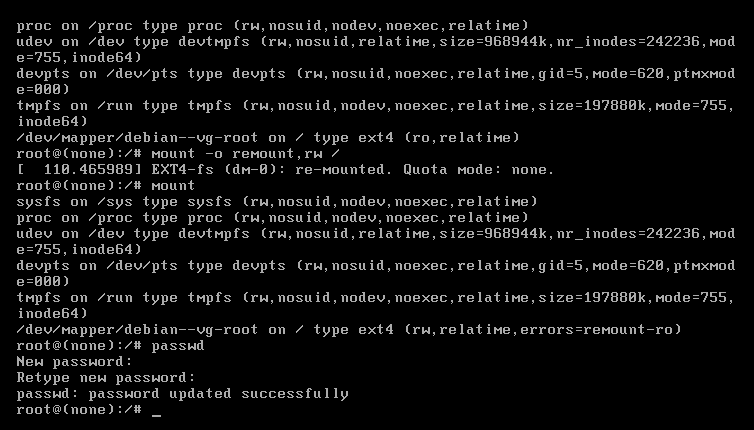 proc on /proc type proc (rw,nosuid,nodev,noexec,relatime)
udev on /dev type devtmpfs (rw,nosuid,relatime,size=968944k,nr_inodes=242236,mod
e=755,inode64)
devpts on /dev/pts type devpts (rw,nosuid,noexec,relatime,gid=5,mode=620,ptmxmod
e=000)
tmpfs on /run type tmpfs (rw,nosuid,nodev,noexec,relatime,size=197880k,mode=755,
inode64)
/dev/mapper/debian--vg-root on / type ext4 (ro,relatime)
root@(none):/# mount -o remount,rw /
[  110.465989] EXT4-fs (dm-0): re-mounted. Quota mode: none.
root@(none):/# mount
sysfs on /sys type sysfs (rw,nosuid,nodev,noexec,relatime)
proc on /proc type proc (rw,nosuid,nodev,noexec,relatime)
udev on /dev type devtmpfs (rw,nosuid,relatime,size=968944k,nr_inodes=242236,mod
e=755,inode64)
devpts on /dev/pts type devpts (rw,nosuid,noexec,relatime,gid=5,mode=620,ptmxmod
e=000)
tmpfs on /run type tmpfs (rw,nosuid,nodev,noexec,relatime,size=197880k,mode=755,
inode64)
/dev/mapper/debian--vg-root on / type ext4 (rw,relatime,errors=remount-ro)
root@(none):/# passwd
New password:
Retype new password:
passwd: password updated successfully
root@(none):/# _